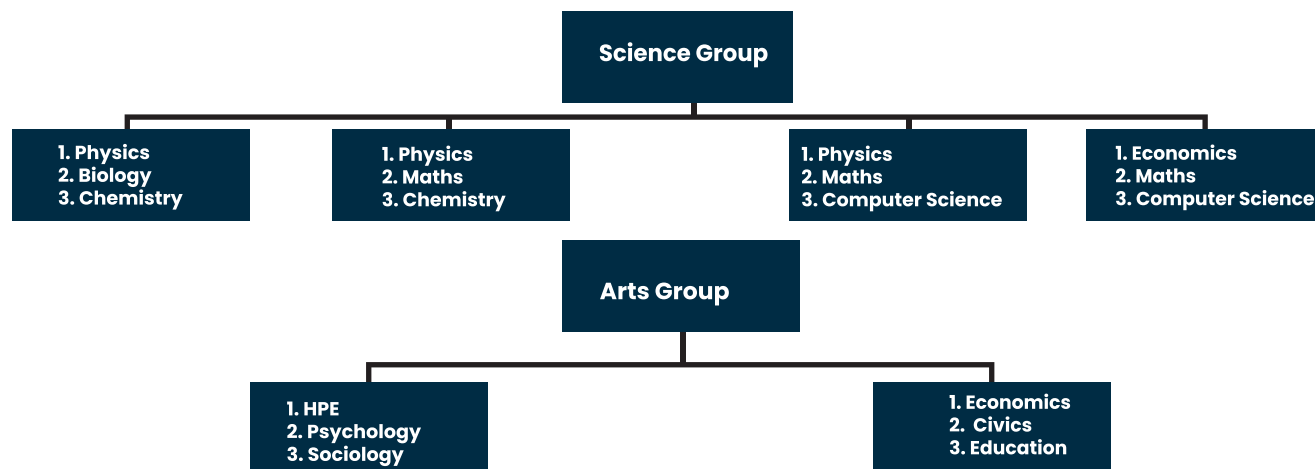 Science Group
1. Physics
2. Biology
3. Chemistry
1. Physics
2. Maths
3. Chemistry
1. Physics
2. Maths
3. Computer Science
1. Economics
2. Maths
3. Computer Science
Arts Group
1. HPE
2. Psychology
3. Sociology
1. Economics
2. Civics
3. Education